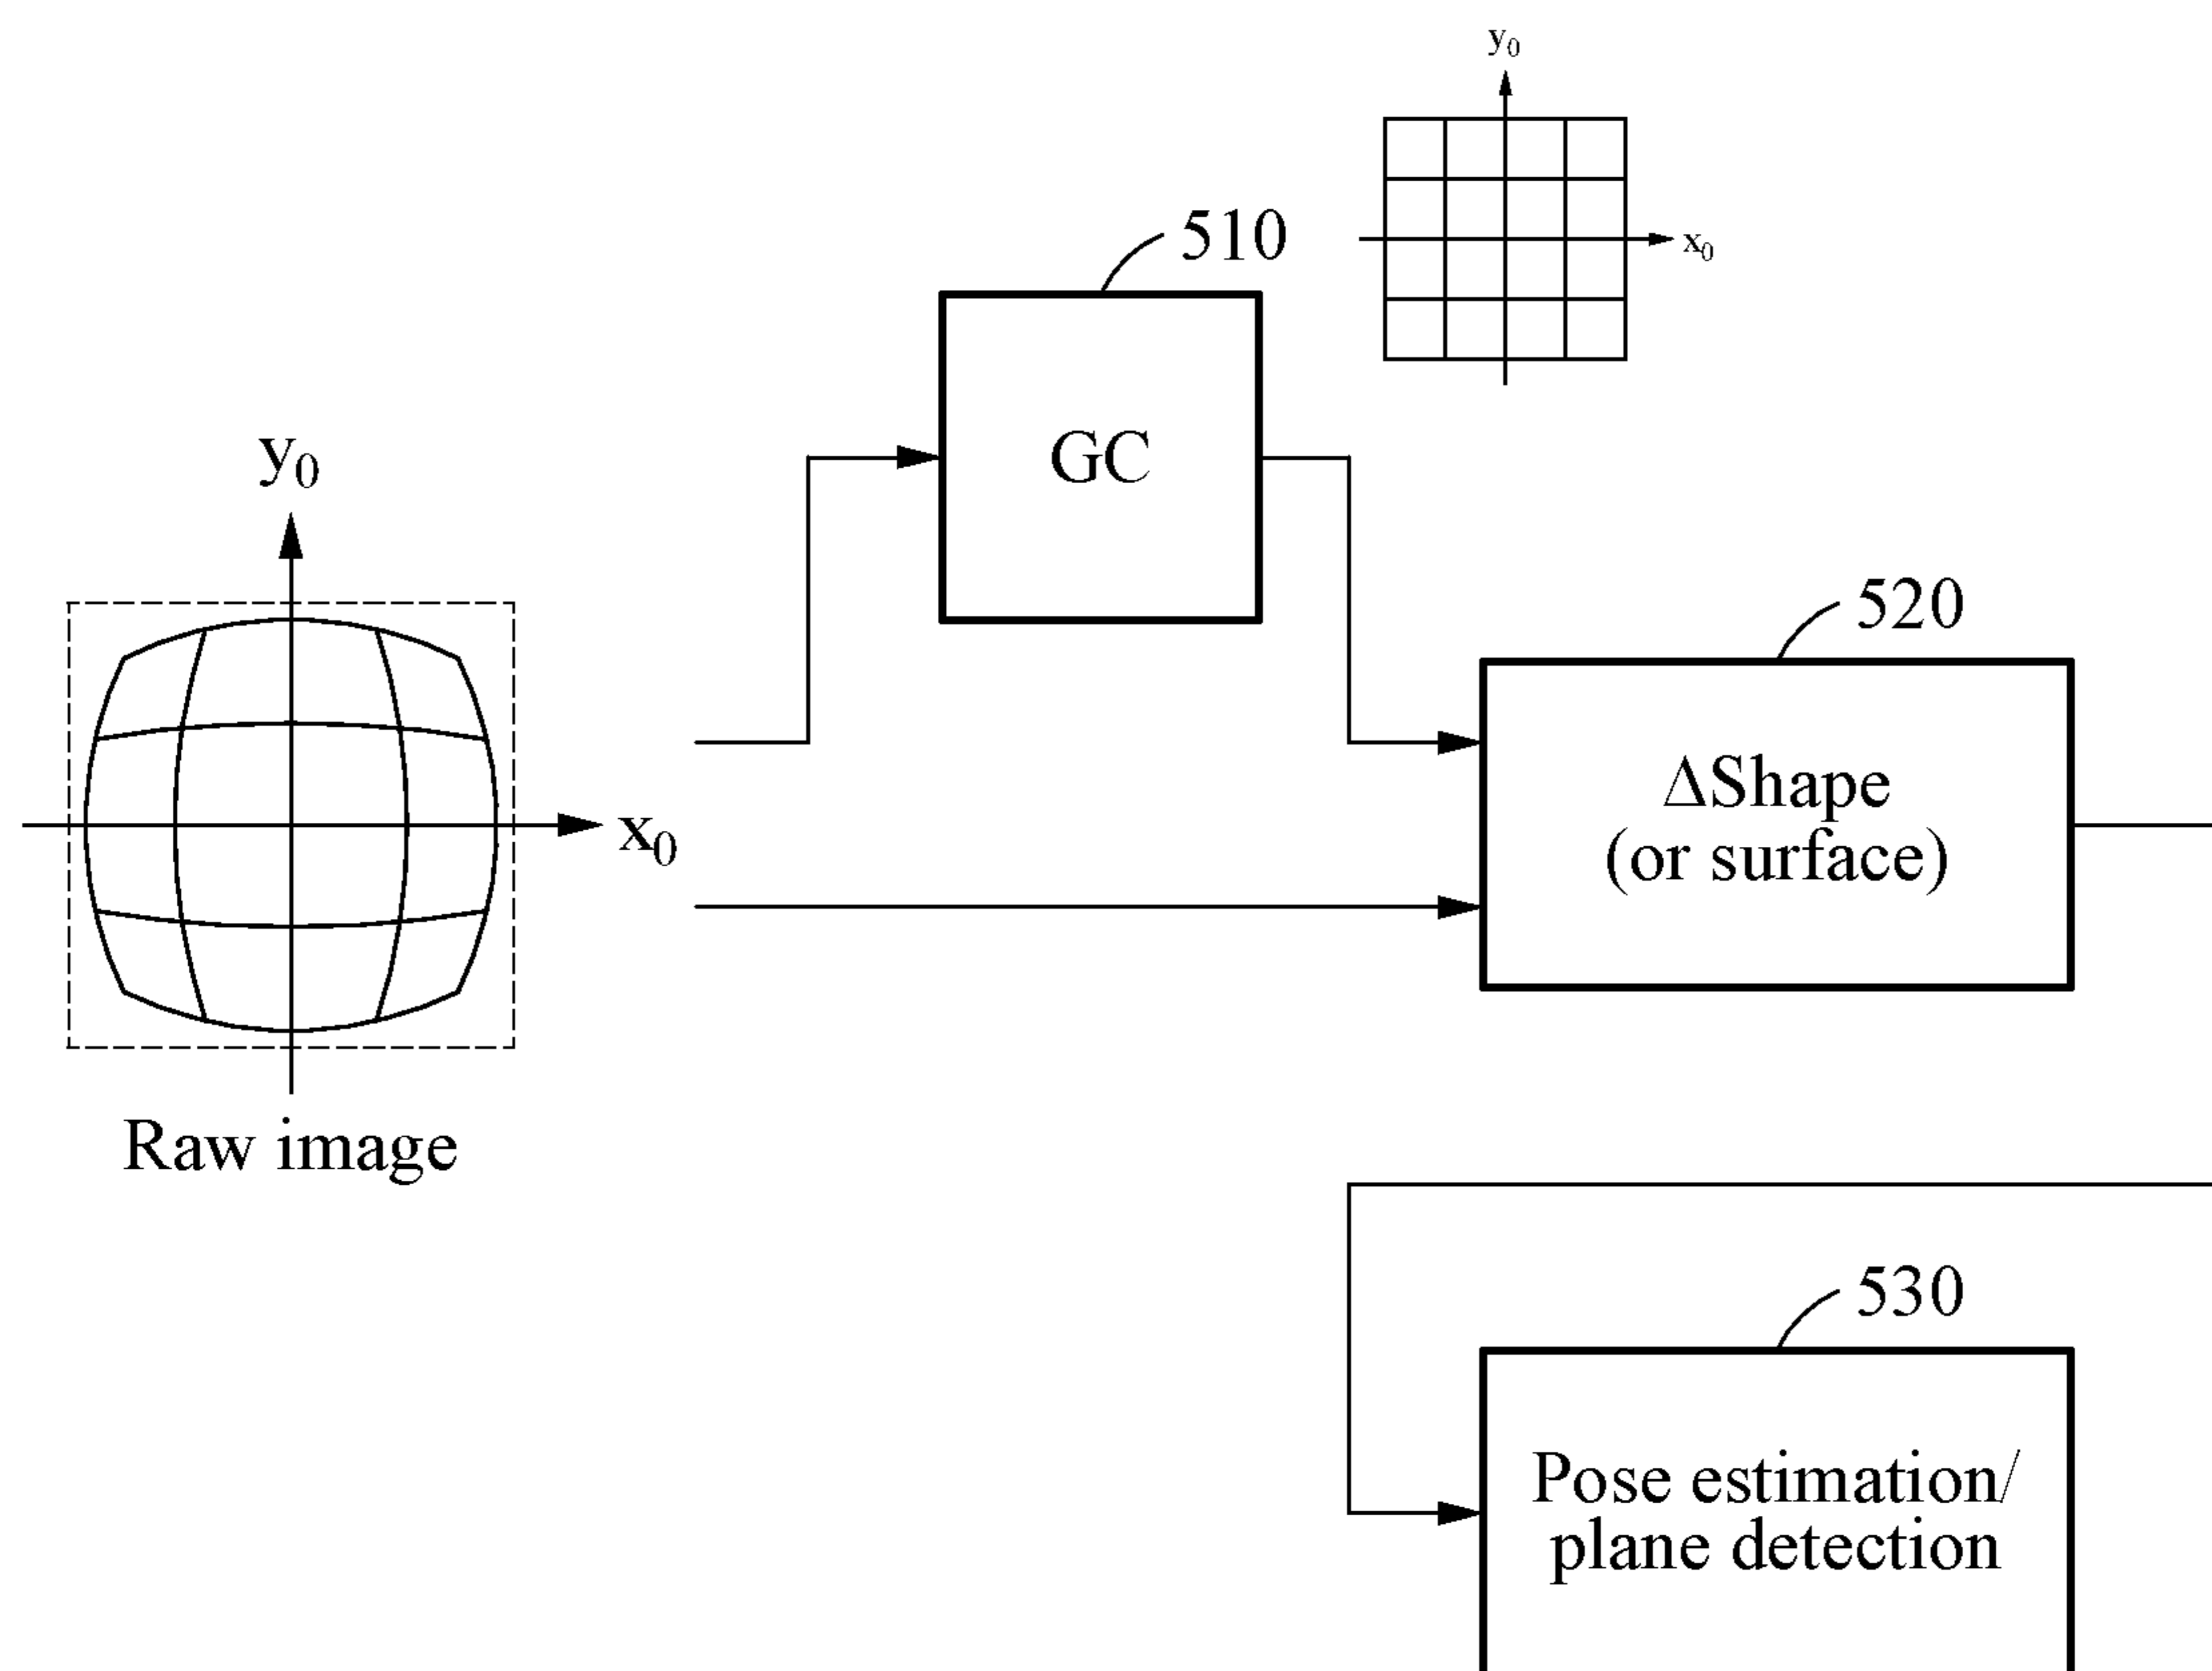 y₀
x₀
510
GC
y₀
x₀
Raw image
520
ΔShape
(or surface)
530
Pose estimation/
plane detection